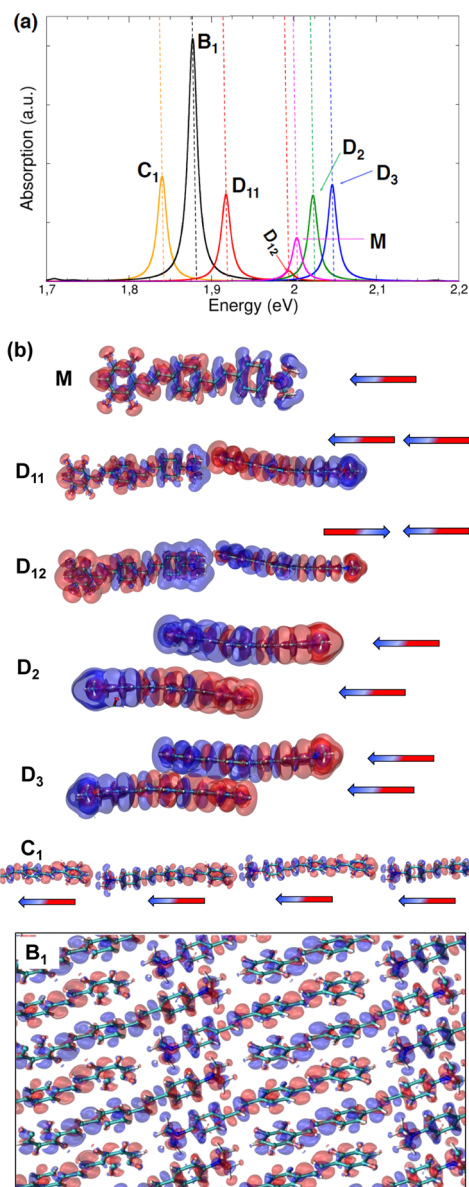 (a)
Absorption (a.u.)
B1
C1
D11
D12
D2
D3
M
1,7 1,8 1,9 2 2,1 2,2
Energy (eV)
(b)
M
D11
D12
D2
D3
C1
B1